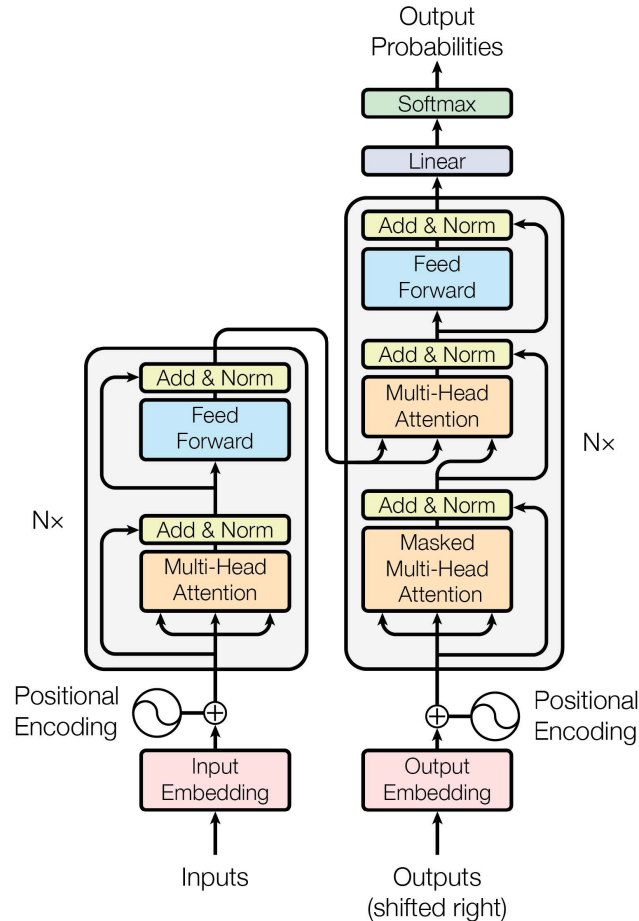 Output
Probabilities
Softmax
Linear
Add & Norm
Feed
Forward
Add & Norm
Multi-Head
Attention
Add & Norm
Masked
Multi-Head
Attention
Nx
Add & Norm
Feed
Forward
Add & Norm
Multi-Head
Attention
Nx
Positional
Encoding
Positional
Encoding
Input
Embedding
Output
Embedding
Inputs
Outputs
(shifted right)